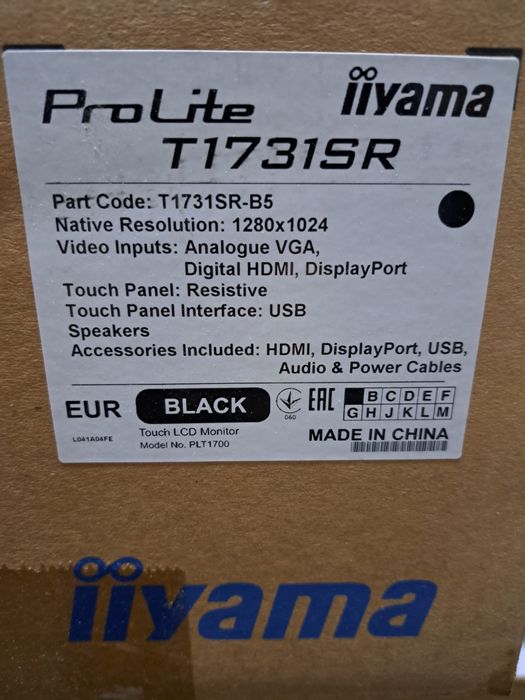 ProLite
iiyama
T1731SR
Part Code: T1731SR-B5
Native Resolution: 1280x1024
Video Inputs: Analogue VGA,
Digital HDMI, DisplayPort
Touch Panel: Resistive
Touch Panel Interface: USB
Speakers
Accessories Included: HDMI, DisplayPort, USB,
Audio & Power Cables
EUR BLACK 060 EAC B C D E F
G H J K L M
L041A04FE
Touch LCD Monitor
Model No. PLT1700
MADE IN CHINA
iiyama